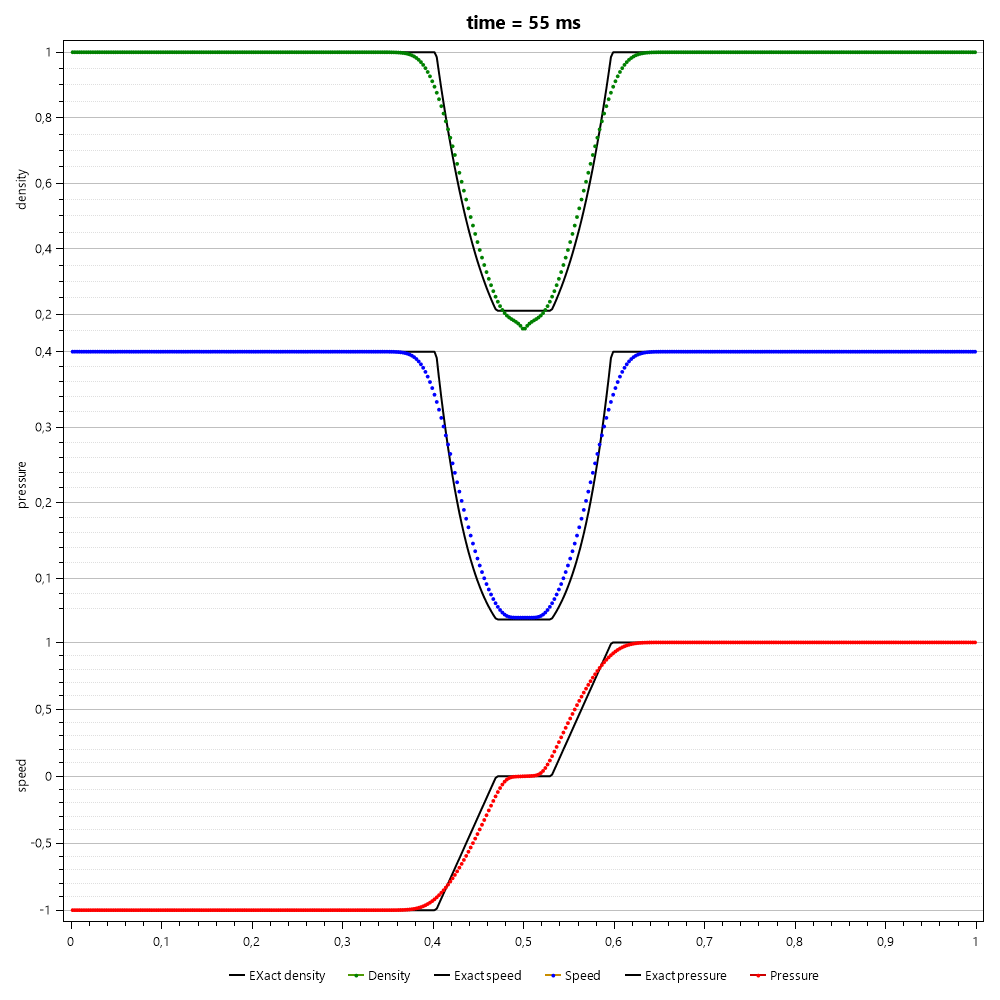 time = 55 ms
1
0,8
0,6
0,4
0,2
density
0,4
0,3
0,2
0,1
pressure
1
0,5
0
-0,5
-1
speed
0 0,1 0,2 0,3 0,4 0,5 0,6 0,7 0,8 0,9 1
EXact density Density Exact speed Speed Exact pressure Pressure